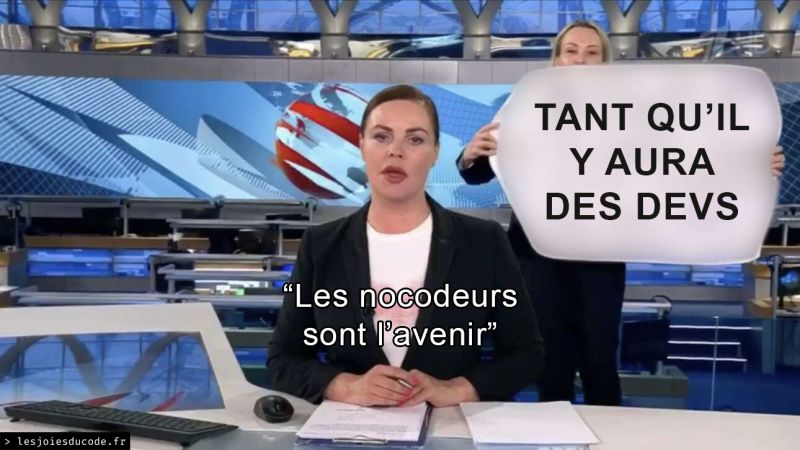 TANT QU’IL
Y AURA
DES DEVS
“Les nocodeurs
sont l’avenir”
> lesjoiesducode.fr